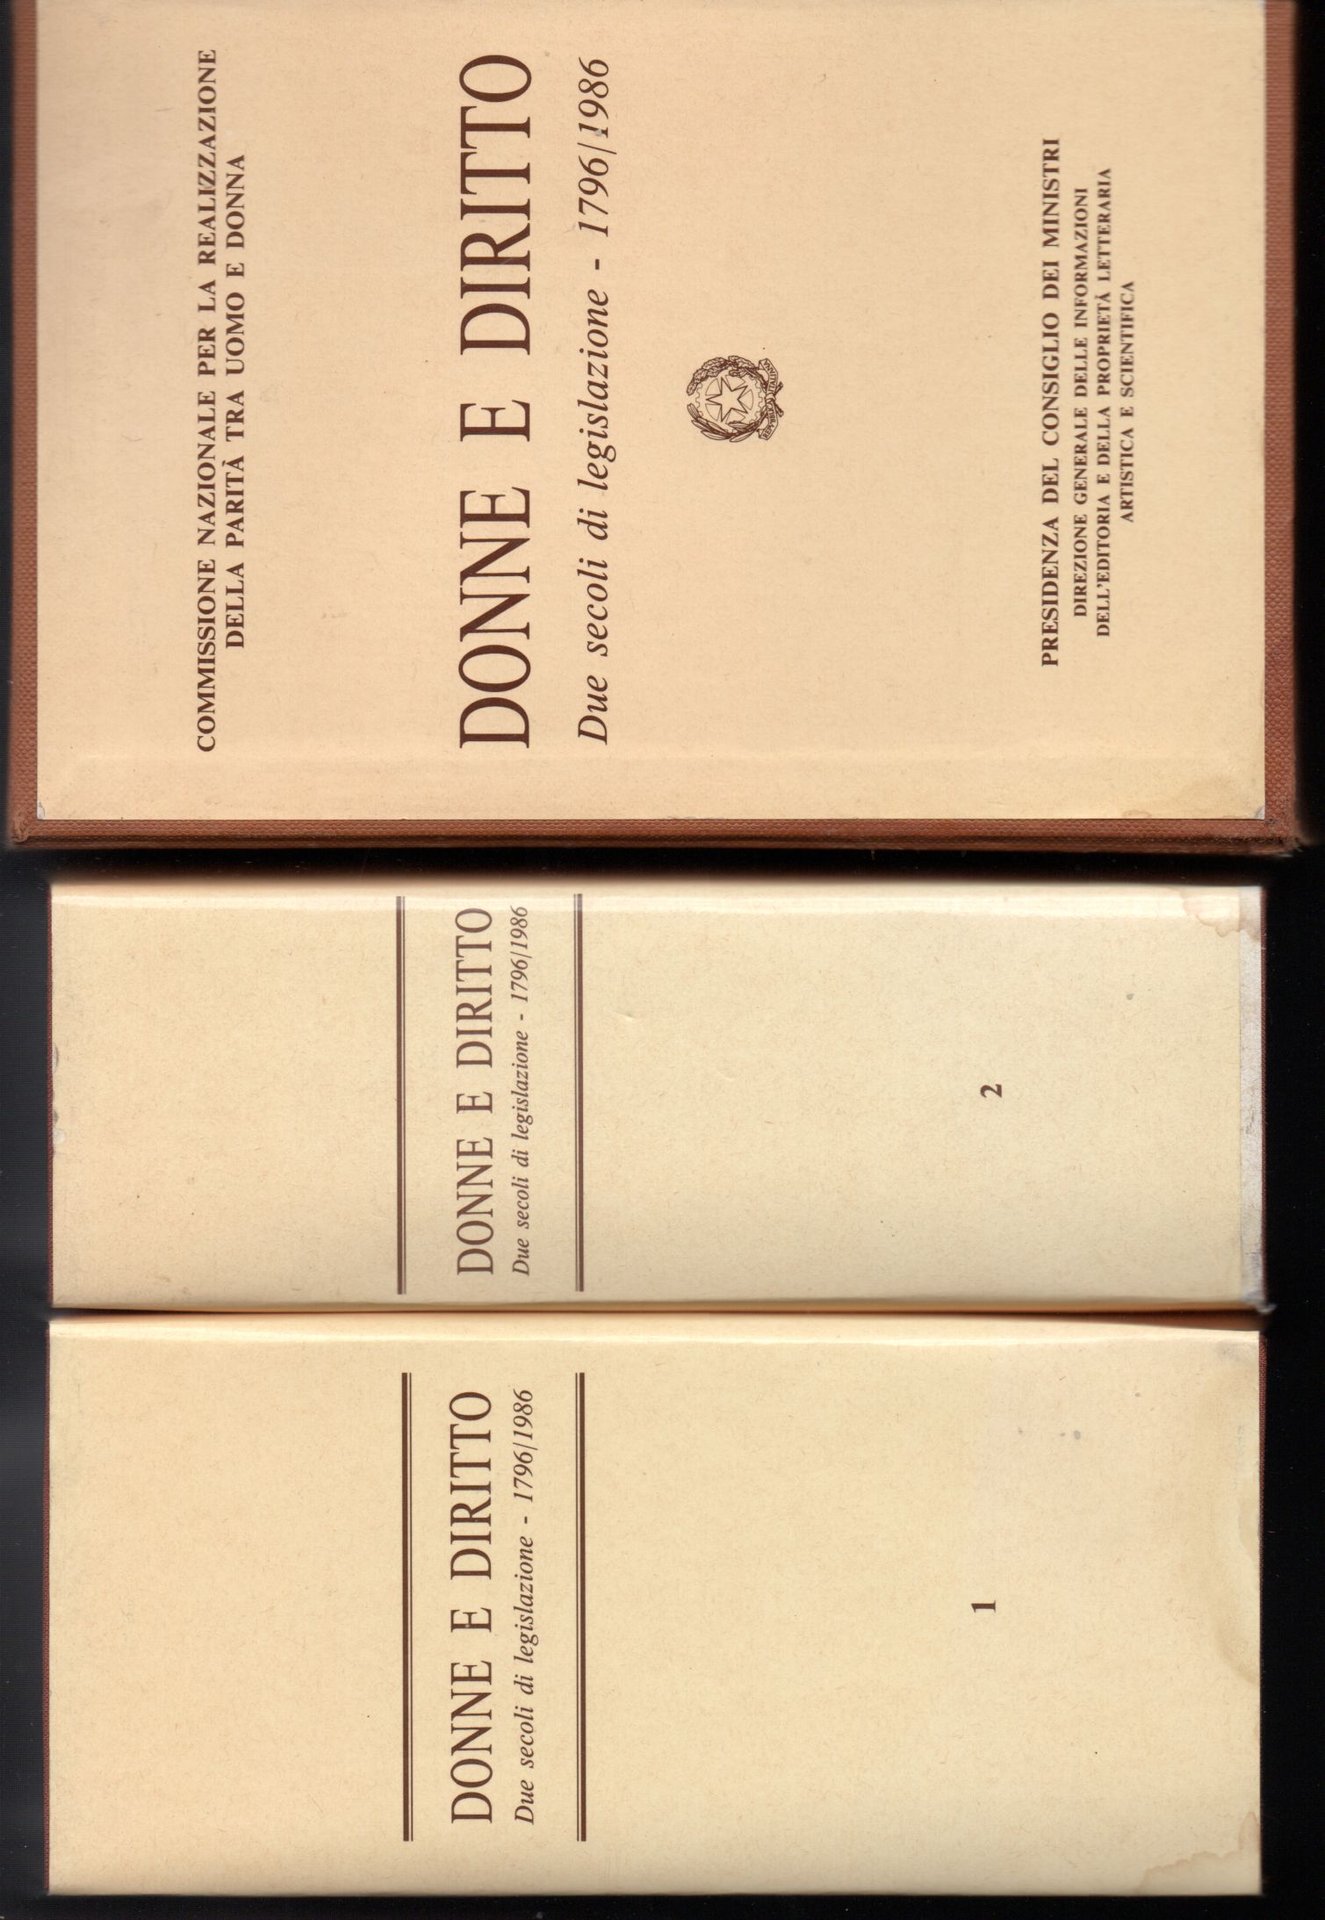 COMMISSIONE NAZIONALE PER LA REALIZZAZIONE
DELLA PARITÀ TRA UOMO E DONNA
DONNE E DIRITTO
Due secoli di legislazione - 1796/1986
PRESIDENZA DEL CONSIGLIO DEI MINISTRI
DIREZIONE GENERALE DELLE INFORMAZIONI
DELL'EDITORIA E DELLA PROPRIETÀ LETTERARIA
ARTISTICA E SCIENTIFICA
DONNE E DIRITTO
Due secoli di legislazione - 1796/1986
2
DONNE E DIRITTO
Due secoli di legislazione - 1796/1986
1